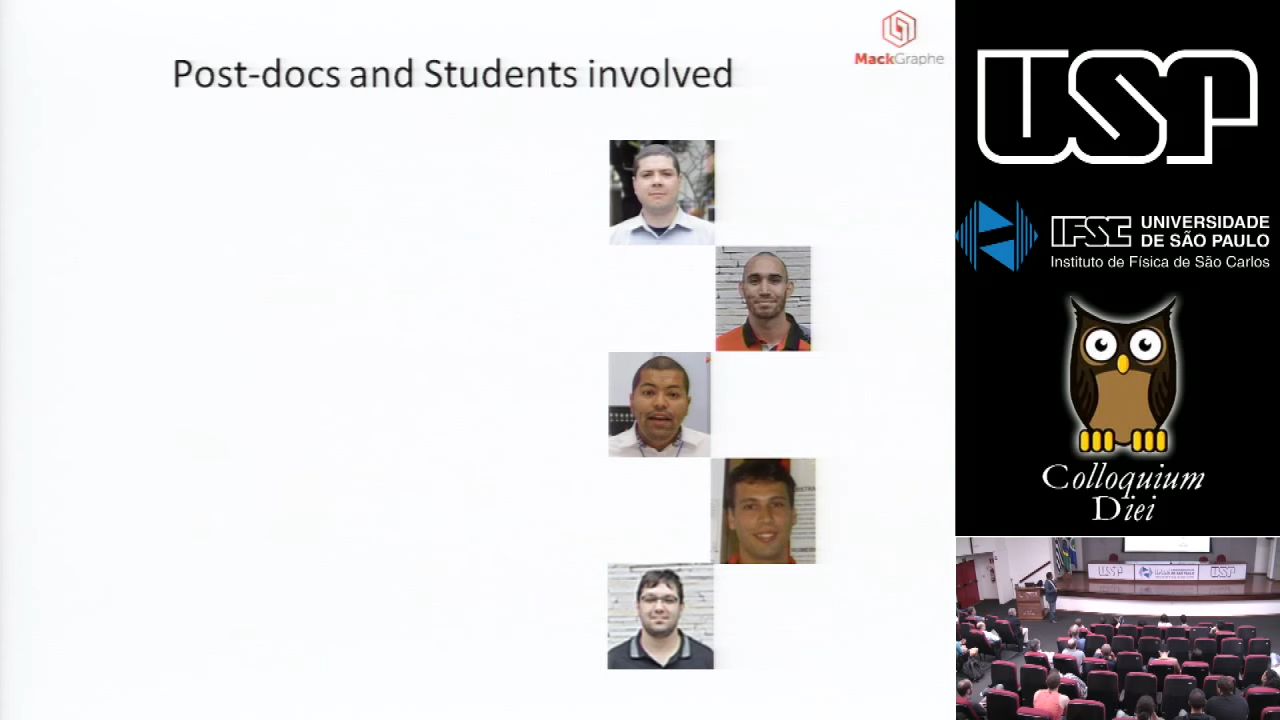 Post-docs and Students involved
MackGraphe
USP
IFSC
UNIVERSIDADE
DE SÃO PAULO
Instituto de Física de São Carlos
Colloquium
Diei
USP